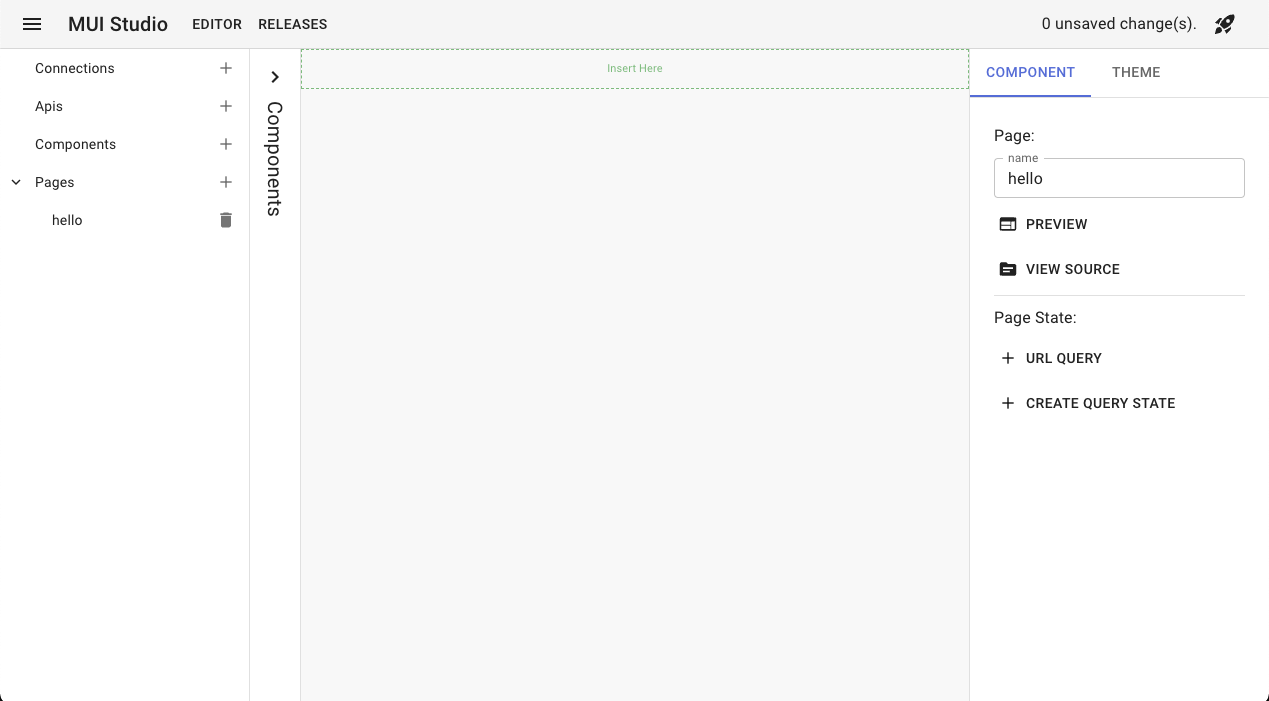 MUI Studio
EDITOR
RELEASES
0 unsaved change(s).
Connections
Apis
Components
Pages
hello
Components
Insert Here
COMPONENT
THEME
Page:
name
hello
PREVIEW
VIEW SOURCE
Page State:
URL QUERY
CREATE QUERY STATE